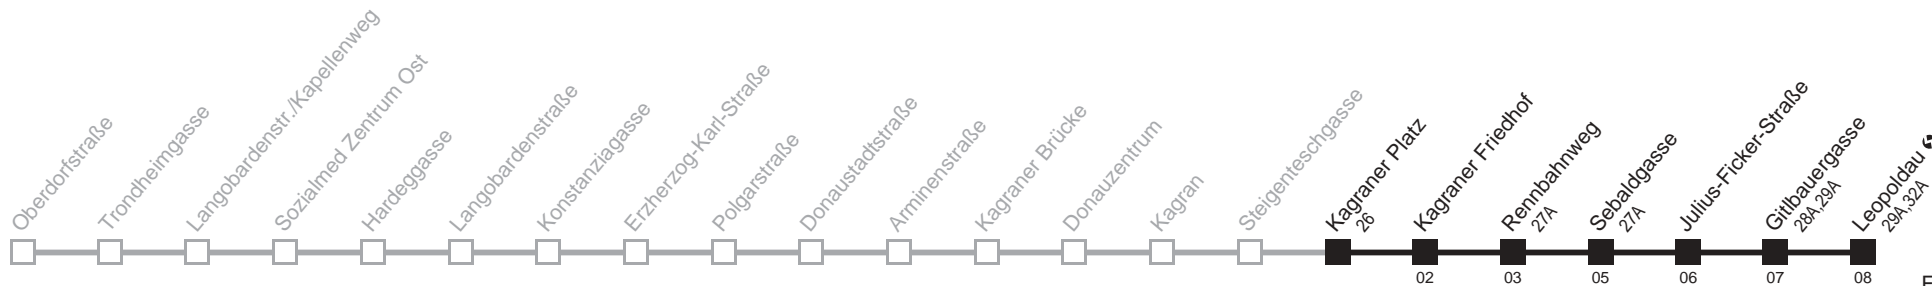 Oberdorfstraße
Trondheimgasse
Langobardenstr./Kapellenweg
Sozialmed Zentrum Ost
Hardeggasse
Langobardenstraße
Konstanziagasse
Erzherzog-Karl-Straße
Polgarstraße
Donaustadtstraße
Arminenstraße
Kagraner Brücke
Donauzentrum
Kagran
Steigenteschgasse
Kagraner Platz
26
Kagraner Friedhof
Rennbahnweg
27A
Sebaldgasse
27A
Julius-Ficker-Straße
Gitlbauergasse
28A,29A
Leopoldau
29A,32A
02
03
05
06
07
08